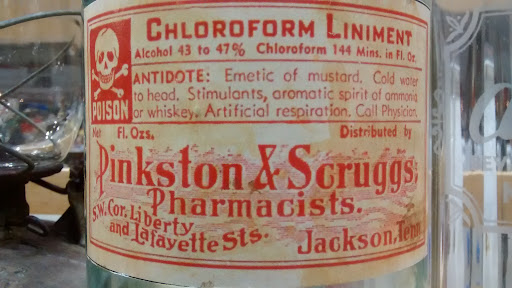 CHLOROFORM LINIMENT
Alcohol 43 to 47% Chloroform 144 Mins. in Fl. Oz.
POISON
ANTIDOTE: Emetic of mustard. Cold water
to head. Stimulants, aromatic spirit of ammonia
or whiskey. Artificial respiration. Call Physician.
Net Fl. Ozs. Distributed by
Pinkston & Scruggs,
Pharmacists.
S.W. Cor. Liberty
and Lafayette Sts. Jackson, Tenn